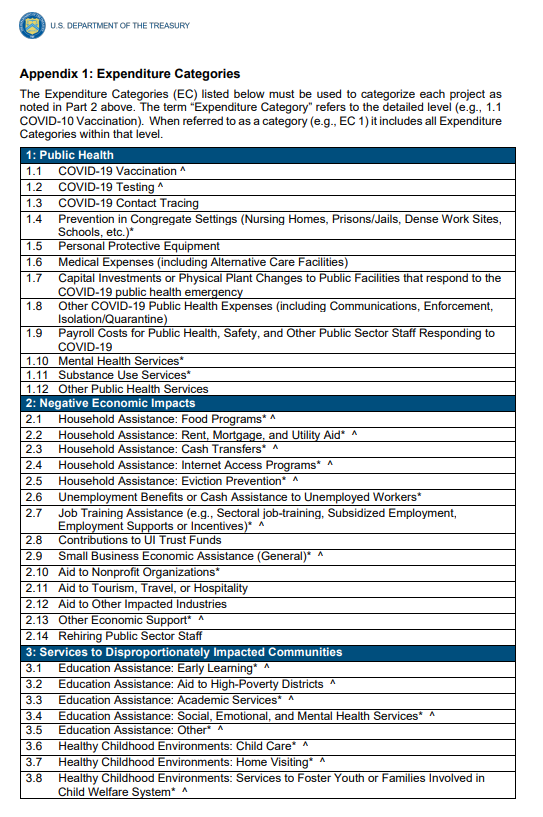 U.S. DEPARTMENT OF THE TREASURY
Appendix 1: Expenditure Categories
The Expenditure Categories (EC) listed below must be used to categorize each project as
noted in Part 2 above. The term “Expenditure Category” refers to the detailed level (e.g., 1.1
COVID-10 Vaccination). When referred to as a category (e.g., EC 1) it includes all Expenditure
Categories within that level.
1: Public Health
1.1 COVID-19 Vaccination ^
1.2 COVID-19 Testing ^
1.3 COVID-19 Contact Tracing
1.4 Prevention in Congregate Settings (Nursing Homes, Prisons/Jails, Dense Work Sites,
Schools, etc.)*
1.5 Personal Protective Equipment
1.6 Medical Expenses (including Alternative Care Facilities)
1.7 Capital Investments or Physical Plant Changes to Public Facilities that respond to the
COVID-19 public health emergency
1.8 Other COVID-19 Public Health Expenses (including Communications, Enforcement,
Isolation/Quarantine)
1.9 Payroll Costs for Public Health, Safety, and Other Public Sector Staff Responding to
COVID-19
1.10 Mental Health Services*
1.11 Substance Use Services*
1.12 Other Public Health Services
2: Negative Economic Impacts
2.1 Household Assistance: Food Programs* ^
2.2 Household Assistance: Rent, Mortgage, and Utility Aid* ^
2.3 Household Assistance: Cash Transfers* ^
2.4 Household Assistance: Internet Access Programs* ^
2.5 Household Assistance: Eviction Prevention* ^
2.6 Unemployment Benefits or Cash Assistance to Unemployed Workers*
2.7 Job Training Assistance (e.g., Sectoral job-training, Subsidized Employment,
Employment Supports or Incentives)* ^
2.8 Contributions to UI Trust Funds
2.9 Small Business Economic Assistance (General)* ^
2.10 Aid to Nonprofit Organizations*
2.11 Aid to Tourism, Travel, or Hospitality
2.12 Aid to Other Impacted Industries
2.13 Other Economic Support* ^
2.14 Rehiring Public Sector Staff
3: Services to Disproportionately Impacted Communities
3.1 Education Assistance: Early Learning* ^
3.2 Education Assistance: Aid to High-Poverty Districts ^
3.3 Education Assistance: Academic Services* ^
3.4 Education Assistance: Social, Emotional, and Mental Health Services* ^
3.5 Education Assistance: Other* ^
3.6 Healthy Childhood Environments: Child Care* ^
3.7 Healthy Childhood Environments: Home Visiting* ^
3.8 Healthy Childhood Environments: Services to Foster Youth or Families Involved in
Child Welfare System* ^